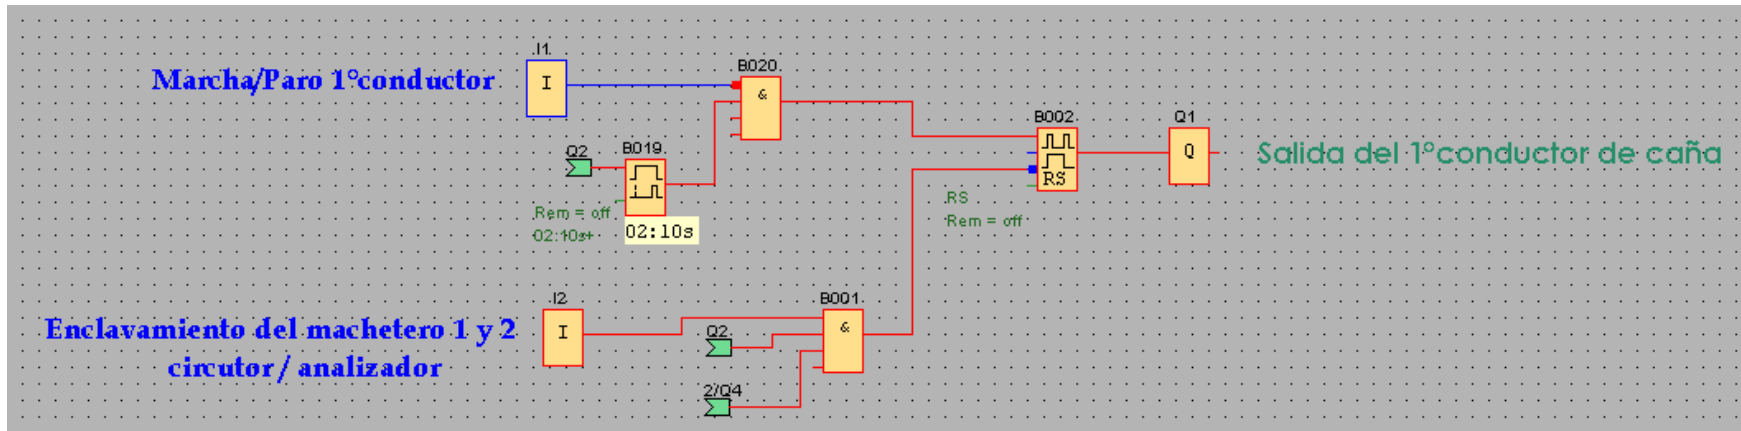 I1
Marcha/Paro 1°conductor
I
B020
&
Q2
B019
Rem = off
02:10s+
02:10s
B002
RS
RS
Rem = off
Q1
Q
Salida del 1°conductor de caña
I2
Enclavamiento del machetero 1 y 2
circutor / analizador
I
Q2
2/Q4
B001
&